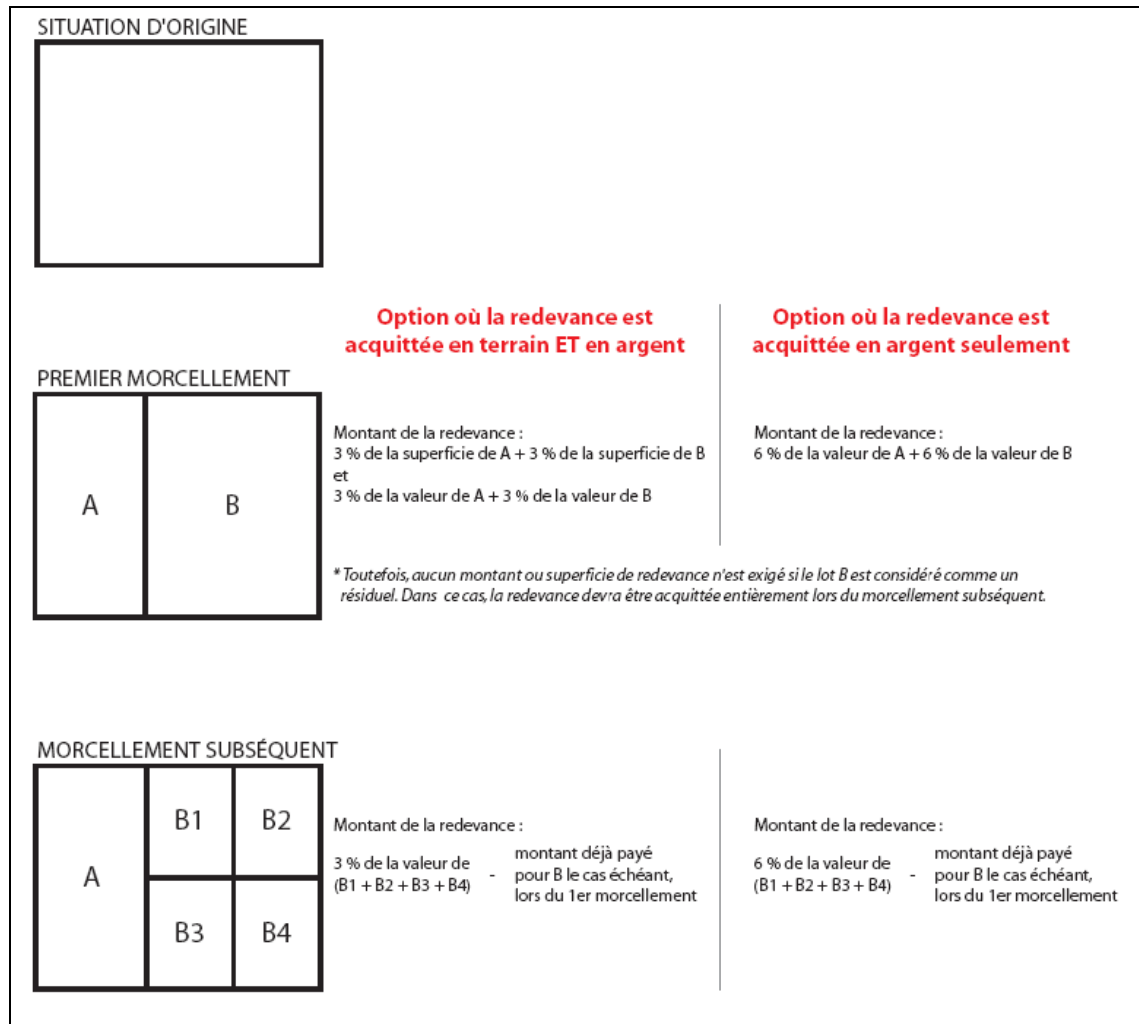 SITUATION D'ORIGINE
Option où la redevance est
acquittée en terrain ET en argent
Option où la redevance est
acquittée en argent seulement
PREMIER MORCELLEMENT
A
B
Montant de la redevance :
3 % de la superficie de A + 3 % de la superficie de B
et
3 % de la valeur de A + 3 % de la valeur de B
Montant de la redevance :
6 % de la valeur de A + 6 % de la valeur de B
* Toutefois, aucun montant ou superficie de redevance n'est exigé si le lot B est considéré comme un
résiduel. Dans ce cas, la redevance devra être acquittée entièrement lors du morcellement subséquent.
MORCELLEMENT SUBSÉQUENT
A
B1
B2
B3
B4
Montant de la redevance :
3 % de la valeur de
(B1 + B2 + B3 + B4)
-
montant déjà payé
pour B le cas échéant,
lors du 1er morcellement
Montant de la redevance :
6 % de la valeur de
(B1 + B2 + B3 + B4)
-
montant déjà payé
pour B le cas échéant,
lors du 1er morcellement